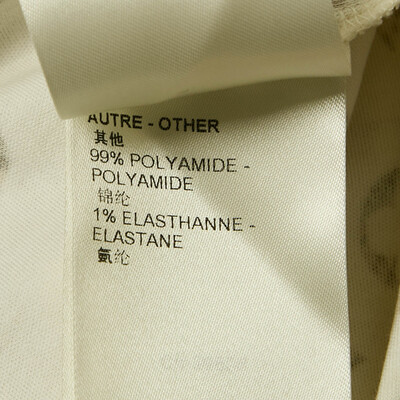 AUTRE - OTHER
其他
99% POLYAMIDE -
POLYAMIDE
锦纶
1% ELASTHANNE -
ELASTANE
氨纶